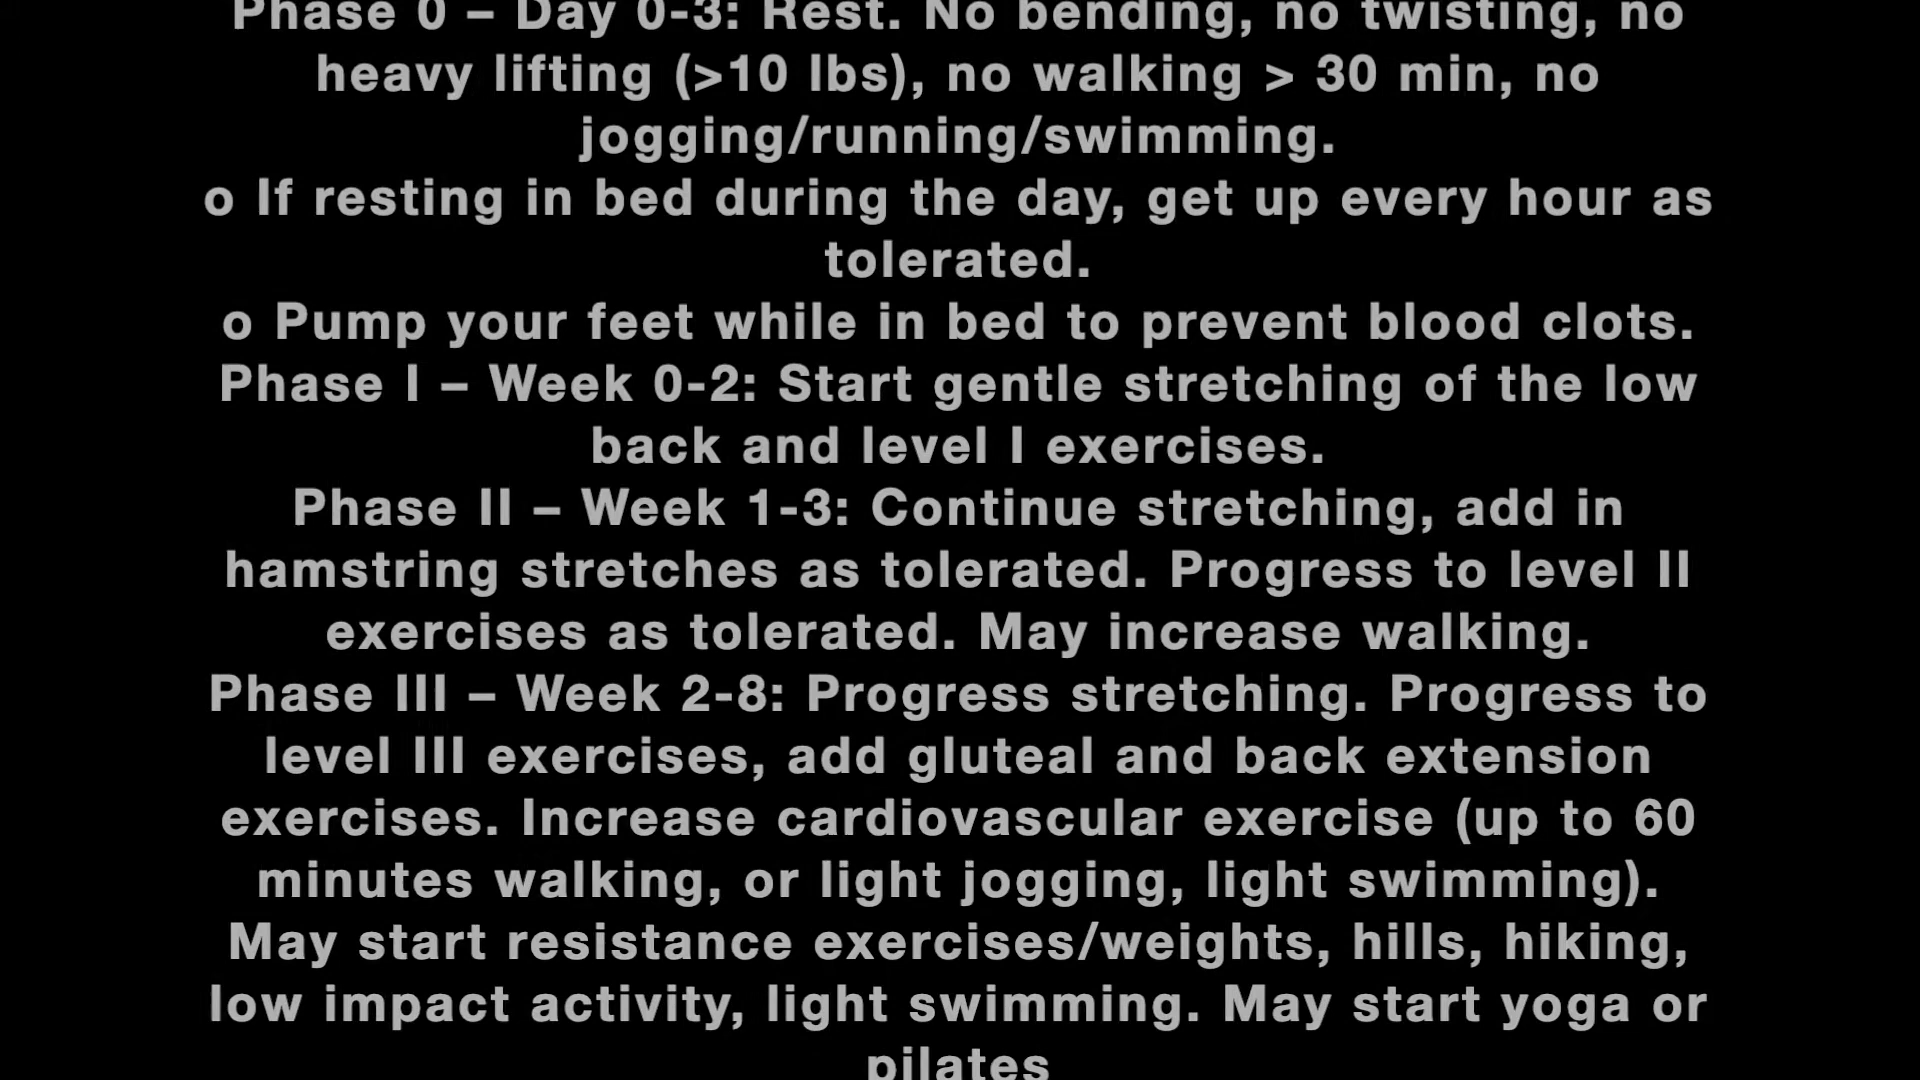 Phase 0 – Day 0-3: Rest. No bending, no twisting, no
heavy lifting (>10 lbs), no walking > 30 min, no
jogging/running/swimming.
o If resting in bed during the day, get up every hour as
tolerated.
o Pump your feet while in bed to prevent blood clots.
Phase I – Week 0-2: Start gentle stretching of the low
back and level I exercises.
Phase II – Week 1-3: Continue stretching, add in
hamstring stretches as tolerated. Progress to level II
exercises as tolerated. May increase walking.
Phase III – Week 2-8: Progress stretching. Progress to
level III exercises, add gluteal and back extension
exercises. Increase cardiovascular exercise (up to 60
minutes walking, or light jogging, light swimming).
May start resistance exercises/weights, hills, hiking,
low impact activity, light swimming. May start yoga or
pilates